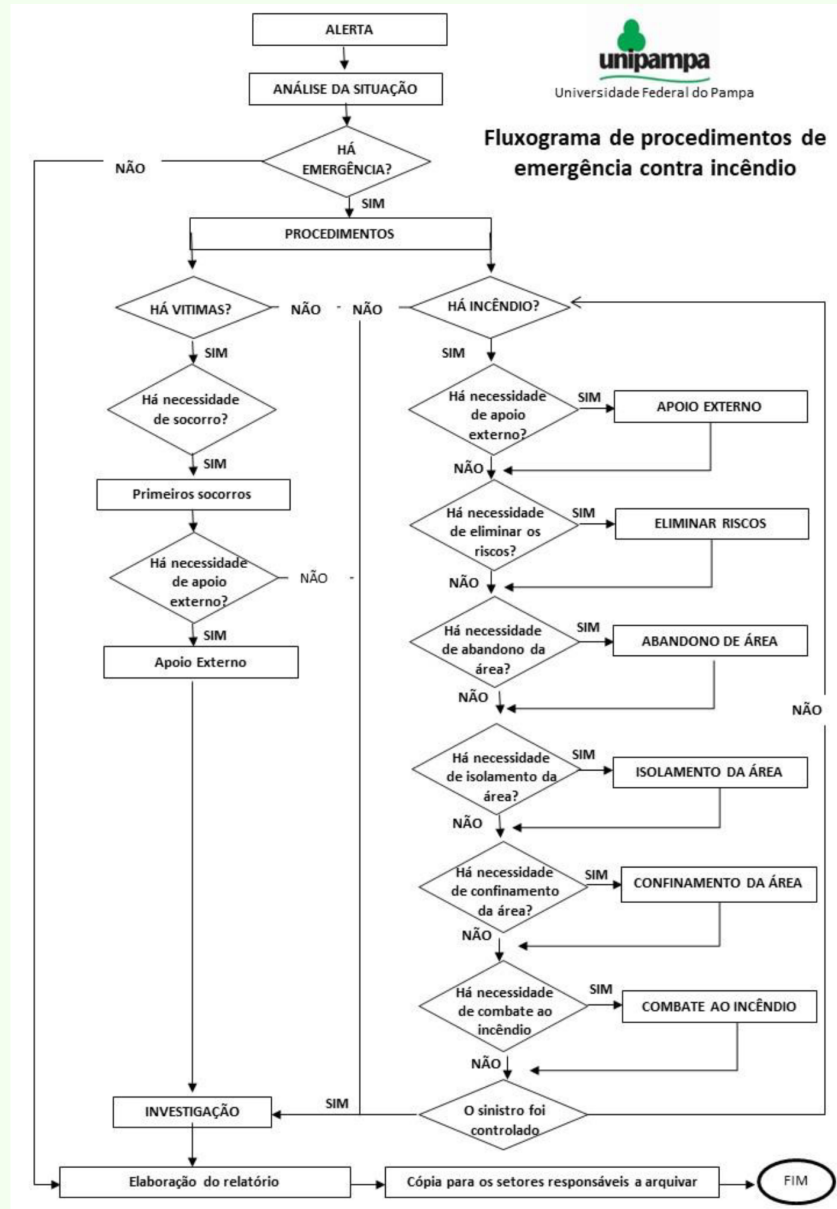 ALERTA
unipampa
Universidade Federal do Pampa
ANÁLISE DA SITUAÇÃO
Fluxograma de procedimentos de
emergência contra incêndio
HÁ
EMERGÊNCIA?
NÃO
SIM
PROCEDIMENTOS
HÁ VITIMAS?
NÃO - NÃO
HÁ INCÊNDIO?
SIM
SIM
Há necessidade
de socorro?
Há necessidade
de apoio
externo?
SIM
APOIO EXTERNO
SIM
NÃO
Primeiros socorros
Há necessidade
de eliminar os
riscos?
SIM
ELIMINAR RISCOS
Há necessidade
de apoio
externo?
NÃO -
NÃO
SIM
Apoio Externo
Há necessidade
de abandono da
área?
SIM
ABANDONO DE ÁREA
NÃO
NÃO
Há necessidade
de isolamento da
área?
SIM
ISOLAMENTO DA ÁREA
NÃO
Há necessidade
de confinamento
da área?
SIM
CONFINAMENTO DA ÁREA
NÃO
Há necessidade
de combate ao
incêndio
SIM
COMBATE AO INCÊNDIO
NÃO
INVESTIGAÇÃO
SIM
O sinistro foi
controlado
Elaboração do relatório
Cópia para os setores responsáveis a arquivar
FIM